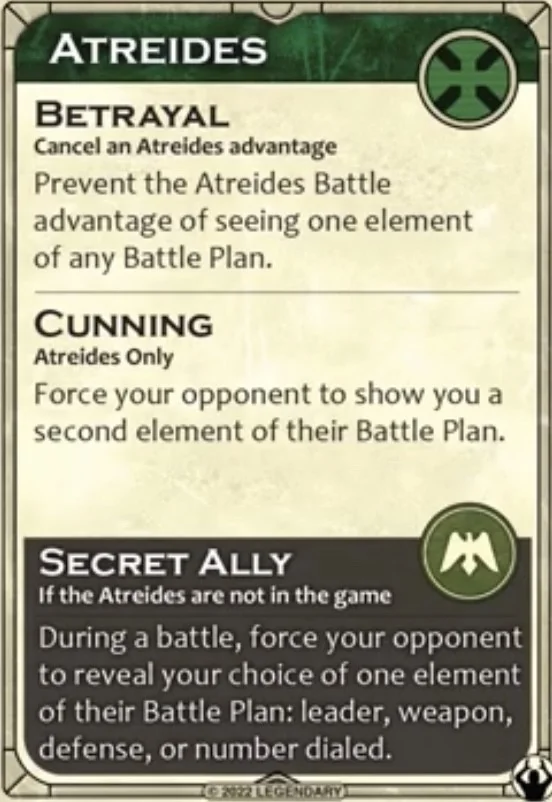 ATREIDES
BETRAYAL
Cancel an Atreides advantage
Prevent the Atreides Battle
advantage of seeing one element
of any Battle Plan.
CUNNING
Atreides Only
Force your opponent to show you a
second element of their Battle Plan.
SECRET ALLY
If the Atreides are not in the game
During a battle, force your opponent
to reveal your choice of one element
of their Battle Plan: leader, weapon,
defense, or number dialed.
© 2022 LEGENDARY